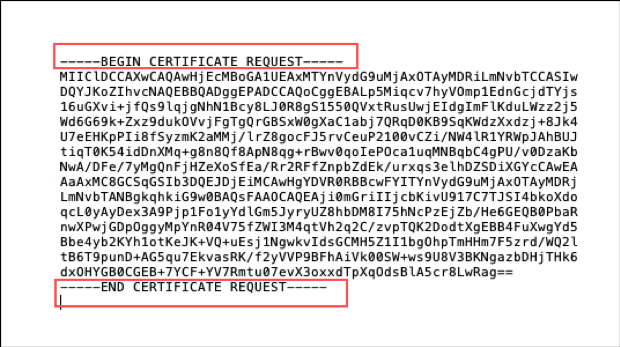 -----BEGIN CERTIFICATE REQUEST-----
MIIClDCCAXwCAQAwHjEcMBoGA1UEAxMTYnVydG9uMjAxOTAyMDRiLmNvbTCCASIw
DQYJKoZIhvcNAQEBBQADggEPADCCAQoCggEBALp5Miqcv7hyVOmp1EdnGcjdTYjs
16uGXvi+jfQs9lqjgNhN1Bcy8LJ0R8gS1550QVxtRusUwjEIdgImFlKduLWzz2j5
Wd6G69k+Zxz9dukOVvjFgTgQrGBSxW0gXaC1abj7QRqD0KB9SqKWdzXxdzj+8Jk4
U7eEHKpPIi8fSyzmK2aMMj/lrZ8gocFJ5rvCeuP2100vCZi/NW4lR1YRWpJAhBUJ
tiqT0K54idDnXMq+g8n8Qf8ApN8qg+rBwv0qoIePOca1uqMNBqbC4gPU/v0DzaKb
NwA/DFe/7yMgQnFjHZeXoSfEa/Rr2RFfZnpbZdEk/urxqs3elhDZSDiXGYcCAwEA
AaAxMC8GCSqGSIb3DQEJDjEiMCAwHgYDVR0RBBcwFYITYnVydG9uMjAxOTAyMDRj
LmNvbTANBgkqhkiG9w0BAQsFAAOCAQEAji0mGriIIjcbKivU917C7TJSI4bkoXdo
qcL0yAyDex3A9Pjp1Fo1yYdlGm5JyryUZ8hbDM8I75hNcPzEjZb/He6GEQB0PbaR
nwXPwjGDpOggyMpYnR04V75fZWI3M4qtVh2q2C/zvpTQK2DodtXgEBB4FuXwgYd5
Bbe4yb2KYh1otKeJK+VQ+uEsj1NgwkvIdsGCMH5Z1I1bgOhpTmHHm7F5zrd/WQ2l
tB6T9punD+AG5qu7EkvasRK/f2yVVP9BFhAiVk00SW+ws9U8V3BKNgazbDHjTHk6
dxOHYGB0CGEB+7YCF+YV7Rmtu07evX3oxxdTpXqOdsBlA5cr8LwRag==
-----END CERTIFICATE REQUEST-----